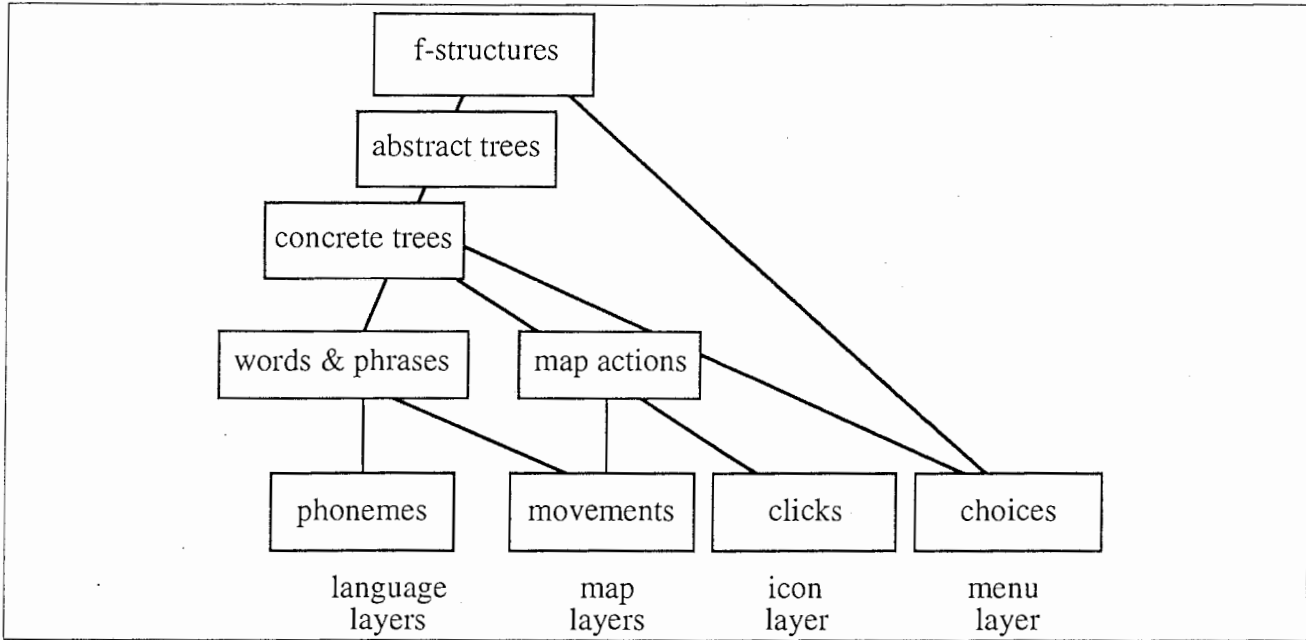 f-structures
abstract trees
concrete trees
words & phrases
map actions
phonemes
movements
clicks
choices
language
layers
map
layers
icon
layer
menu
layer